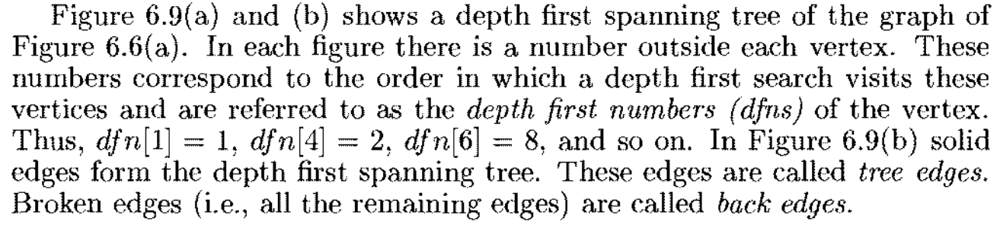 Figure 6.9(a) and (b) shows a depth first spanning tree of the graph of
Figure 6.6(a). In each figure there is a number outside each vertex. These
numbers correspond to the order in which a depth first search visits these
vertices and are referred to as the depth first numbers (dfns) of the vertex.
Thus, dfn[1] = 1, dfn[4] = 2, dfn[6] = 8, and so on. In Figure 6.9(b) solid
edges form the depth first spanning tree. These edges are called tree edges.
Broken edges (i.e., all the remaining edges) are called back edges.